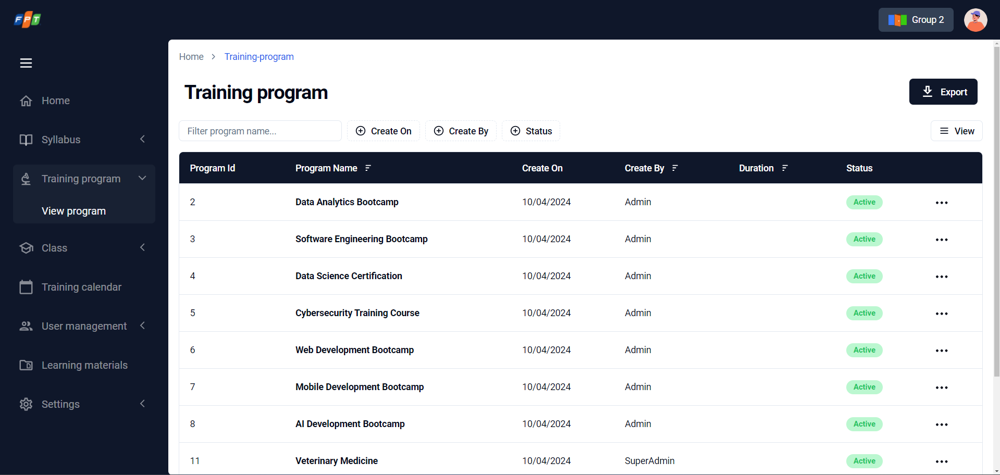 FPT
Group 2
Home
Syllabus
Training program
View program
Class
Training calendar
User management
Learning materials
Settings
Home > Training-program
Training program
Export
Filter program name... Create On Create By Status View
Program Id Program Name Create On Create By Duration Status
2 Data Analytics Bootcamp 10/04/2024 Admin Active
3 Software Engineering Bootcamp 10/04/2024 Admin Active
4 Data Science Certification 10/04/2024 Admin Active
5 Cybersecurity Training Course 10/04/2024 Admin Active
6 Web Development Bootcamp 10/04/2024 Admin Active
7 Mobile Development Bootcamp 10/04/2024 Admin Active
8 AI Development Bootcamp 10/04/2024 Admin Active
11 Veterinary Medicine 10/04/2024 SuperAdmin Active